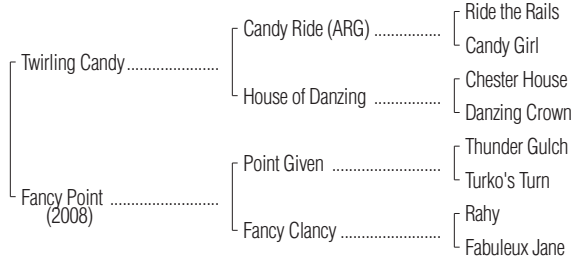 Ride the Rails
Candy Ride (ARG) ................
Candy Girl
Twirling Candy ......................
Chester House
House of Danzing ................
Danzing Crown
Thunder Gulch
Point Given ..........................
Turko's Turn
Fancy Point ..........................
(2008)
Rahy
Fancy Clancy ........................
Fabuleux Jane